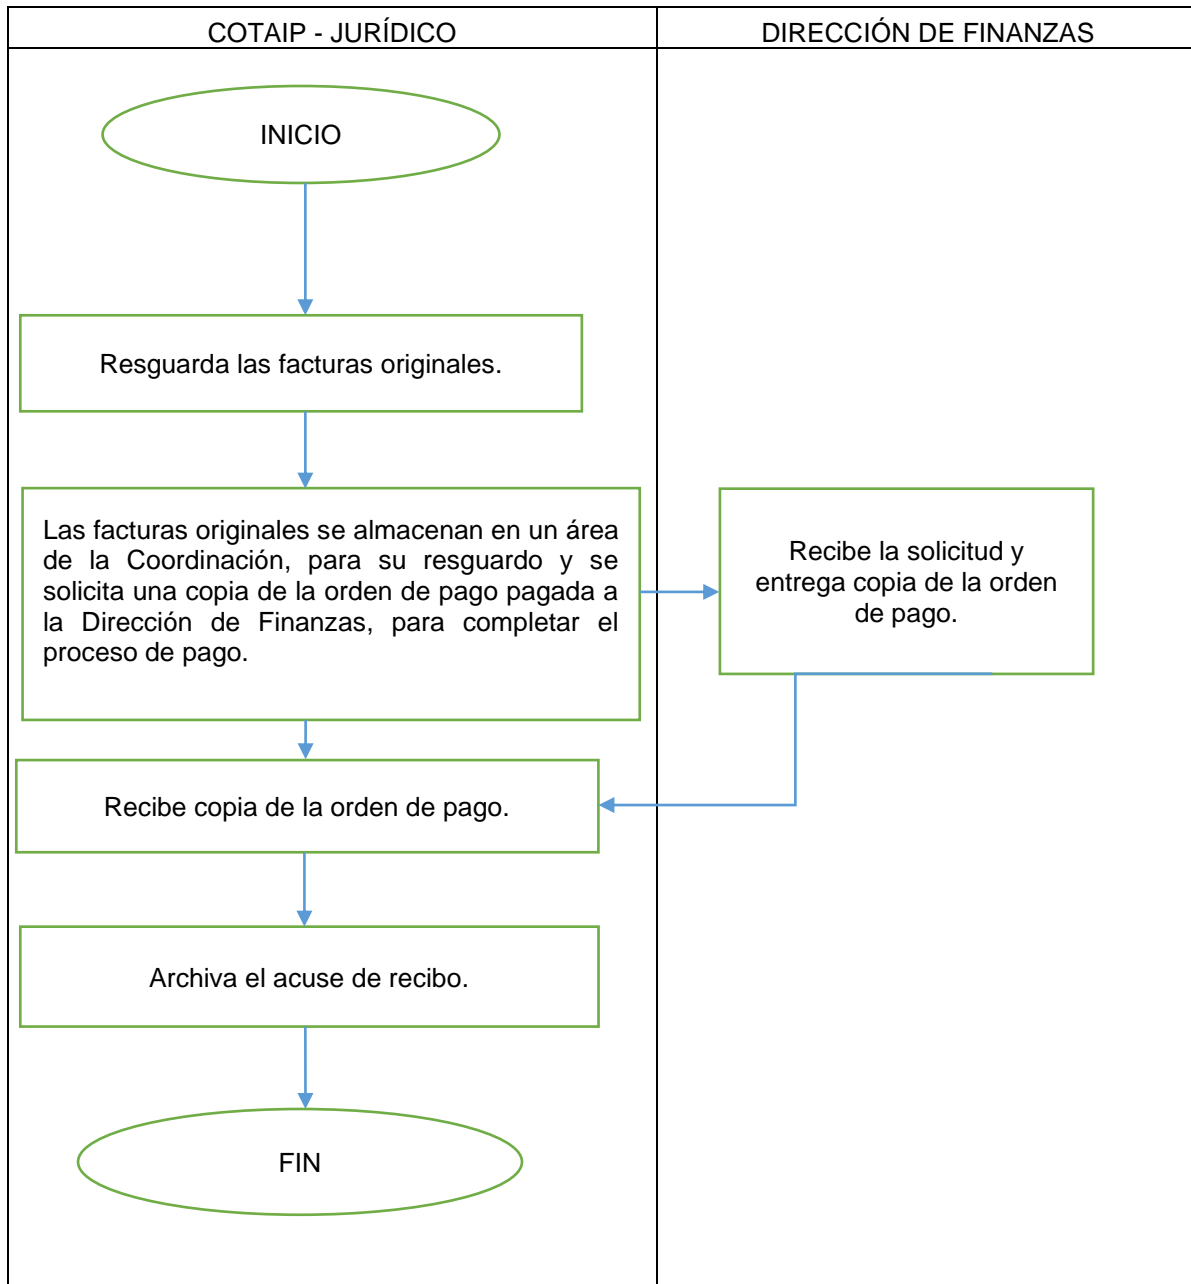 COTAIP - JURÍDICO
DIRECCIÓN DE FINANZAS
INICIO
Resguarda las facturas originales.
Las facturas originales se almacenan en un área
de la Coordinación, para su resguardo y se
solicita una copia de la orden de pago pagada a
la Dirección de Finanzas, para completar el
proceso de pago.
Recibe la solicitud y
entrega copia de la orden
de pago.
Recibe copia de la orden de pago.
Archiva el acuse de recibo.
FIN